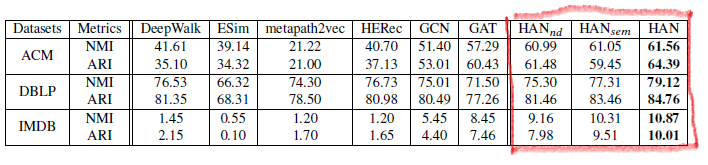 Datasets Metrics DeepWalk ESim metapath2vec HERec GCN GAT HANnd HANsem HAN
ACM NMI 41.61 39.14 21.22 40.70 51.40 57.29 60.99 61.05 61.56
ARI 35.10 34.32 21.00 37.13 53.01 60.43 61.48 59.45 64.39
DBLP NMI 76.53 66.32 74.30 76.73 75.01 71.50 75.30 77.31 79.12
ARI 81.35 68.31 78.50 80.98 80.49 77.26 81.46 83.46 84.76
IMDB NMI 1.45 0.55 1.20 1.20 5.45 8.45 9.16 10.31 10.87
ARI 2.15 0.10 1.70 1.65 4.40 7.46 7.98 9.51 10.01